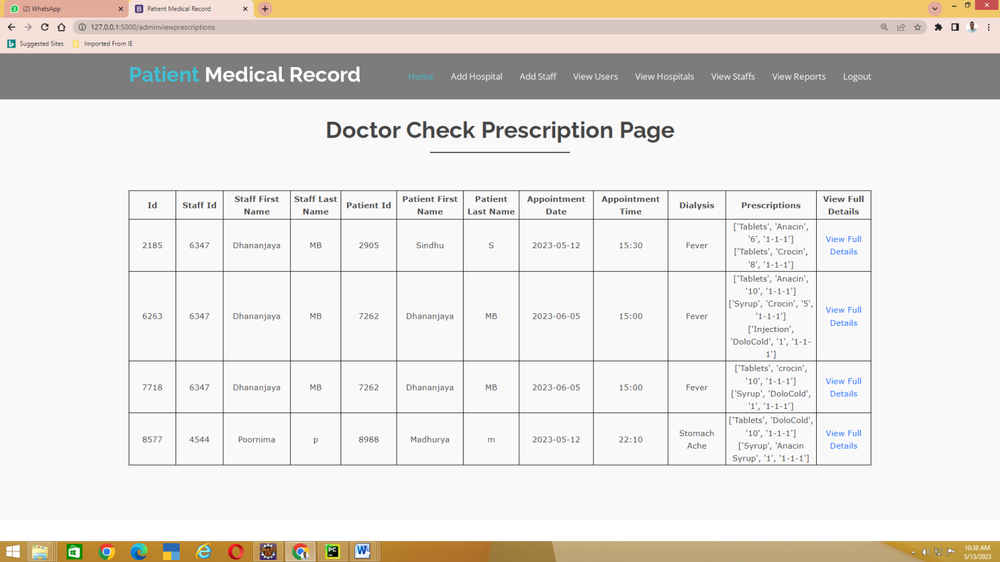 (2) WhatsApp
Patient Medical Record
127.0.0.1:5000/adminviewprescriptions
Suggested Sites
Imported From IE
Patient Medical Record
Home
Add Hospital
Add Staff
View Users
View Hospitals
View Staffs
View Reports
Logout
Doctor Check Prescription Page
Id
Staff Id
Staff First
Name
Staff Last
Name
Patient Id
Patient First
Name
Patient
Last Name
Appointment
Date
Appointment
Time
Dialysis
Prescriptions
View Full
Details
2185
6347
Dhananjaya
MB
2905
Sindhu
S
2023-05-12
15:30
Fever
['Tablets', 'Anacin',
'6', '1-1-1']
['Tablets', 'Crocin',
'8', '1-1-1']
View Full
Details
6263
6347
Dhananjaya
MB
7262
Dhananjaya
MB
2023-06-05
15:00
Fever
['Tablets', 'Anacin',
'10', '1-1-1']
['Syrup', 'Crocin', '5',
'1-1-1']
['Injection',
'DoloCold', '1', '1-1-
1']
View Full
Details
7718
6347
Dhananjaya
MB
7262
Dhananjaya
MB
2023-06-05
15:00
Fever
['Tablets', 'crocin',
'10', '1-1-1']
['Syrup', 'DoloCold',
'1', '1-1-1']
View Full
Details
8577
4544
Poornima
p
8988
Madhurya
m
2023-05-12
22:10
Stomach
Ache
['Tablets', 'DoloCold',
'10', '1-1-1']
['Syrup', 'Anacin
Syrup', '1', '1-1-1']
View Full
Details
10:38 AM
5/13/2023